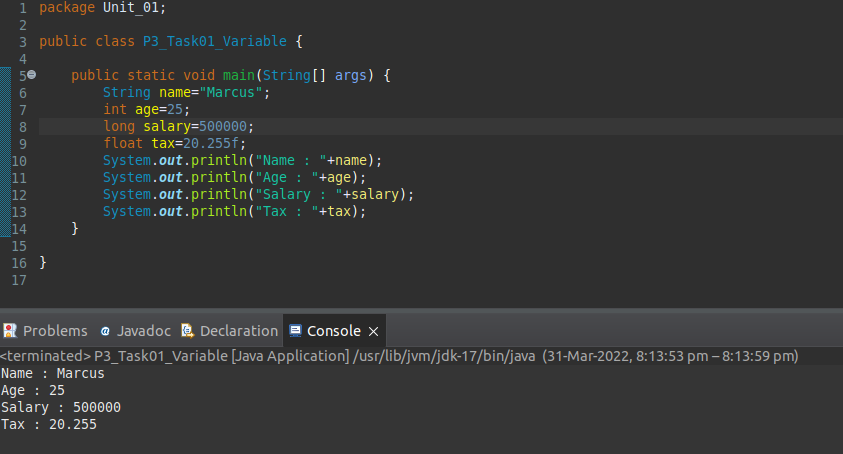 1 package Unit_01;
2
3 public class P3_Task01_Variable {
4
5 public static void main(String[] args) {
6 String name="Marcus";
7 int age=25;
8 long salary=500000;
9 float tax=20.255f;
10 System.out.println("Name : "+name);
11 System.out.println("Age : "+age);
12 System.out.println("Salary : "+salary);
13 System.out.println("Tax : "+tax);
14 }
15
16 }
17
Problems @ Javadoc Declaration Console ×
<terminated> P3_Task01_Variable [Java Application] /usr/lib/jvm/jdk-17/bin/java (31-Mar-2022, 8:13:53 pm – 8:13:59 pm)
Name : Marcus
Age : 25
Salary : 500000
Tax : 20.255